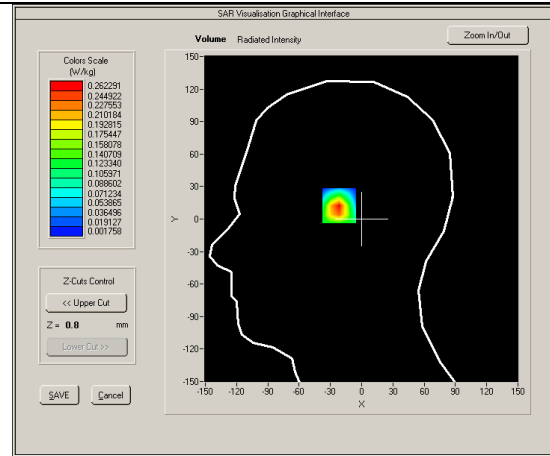 SAR Visualisation Graphical Interface
Volume Radiated Intensity
Zoom In/Out
Colors Scale
(W/kg)
0.262291
0.244922
0.227553
0.210184
0.192815
0.175447
0.158078
0.140709
0.123340
0.105971
0.088602
0.071234
0.053865
0.036496
0.019127
0.001758
Z-Cuts Control
<< Upper Cut
Z = 0.8 mm
Lower Cut >>
SAVE Cancel
150-
120-
90-
60-
30-
Y 0-
-30-
-60-
-90-
-120-
-150-
-150 -120 -90 -60 -30 0 30 60 90 120 150
X